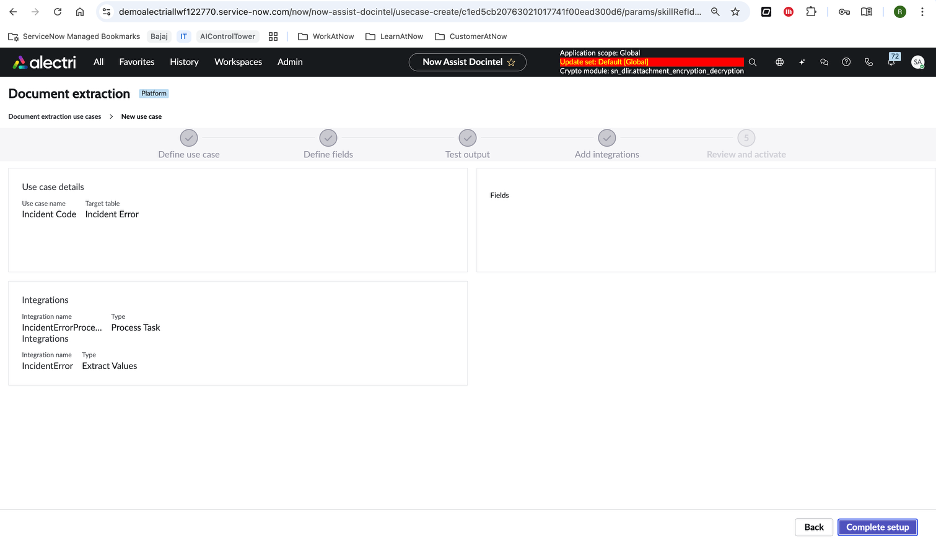 demoalectriallwf122770.service-now.com/now/now-assist-docintel/usecase-create/c1ed5cb20763021017741f00ead300d6/params/skillRefId...
R
ServiceNow Managed Bookmarks Bajaj IT AIControlTower WorkAtNow LearnAtNow CustomerAtNow
alectri All Favorites History Workspaces Admin Now Assist Docintel
Application scope: Global
Update set: Default [Global]
Crypto module: sn_dlir.attachment_encryption_decryption
72
SA
Document extraction Platform
Document extraction use cases > New use case
5
Define use case Define fields Test output Add integrations Review and activate
Use case details
Use case name Target table
Incident Code Incident Error
Fields
Integrations
Integration name Type
IncidentErrorProce... Process Task
Integrations
Integration name Type
IncidentError Extract Values
Back Complete setup